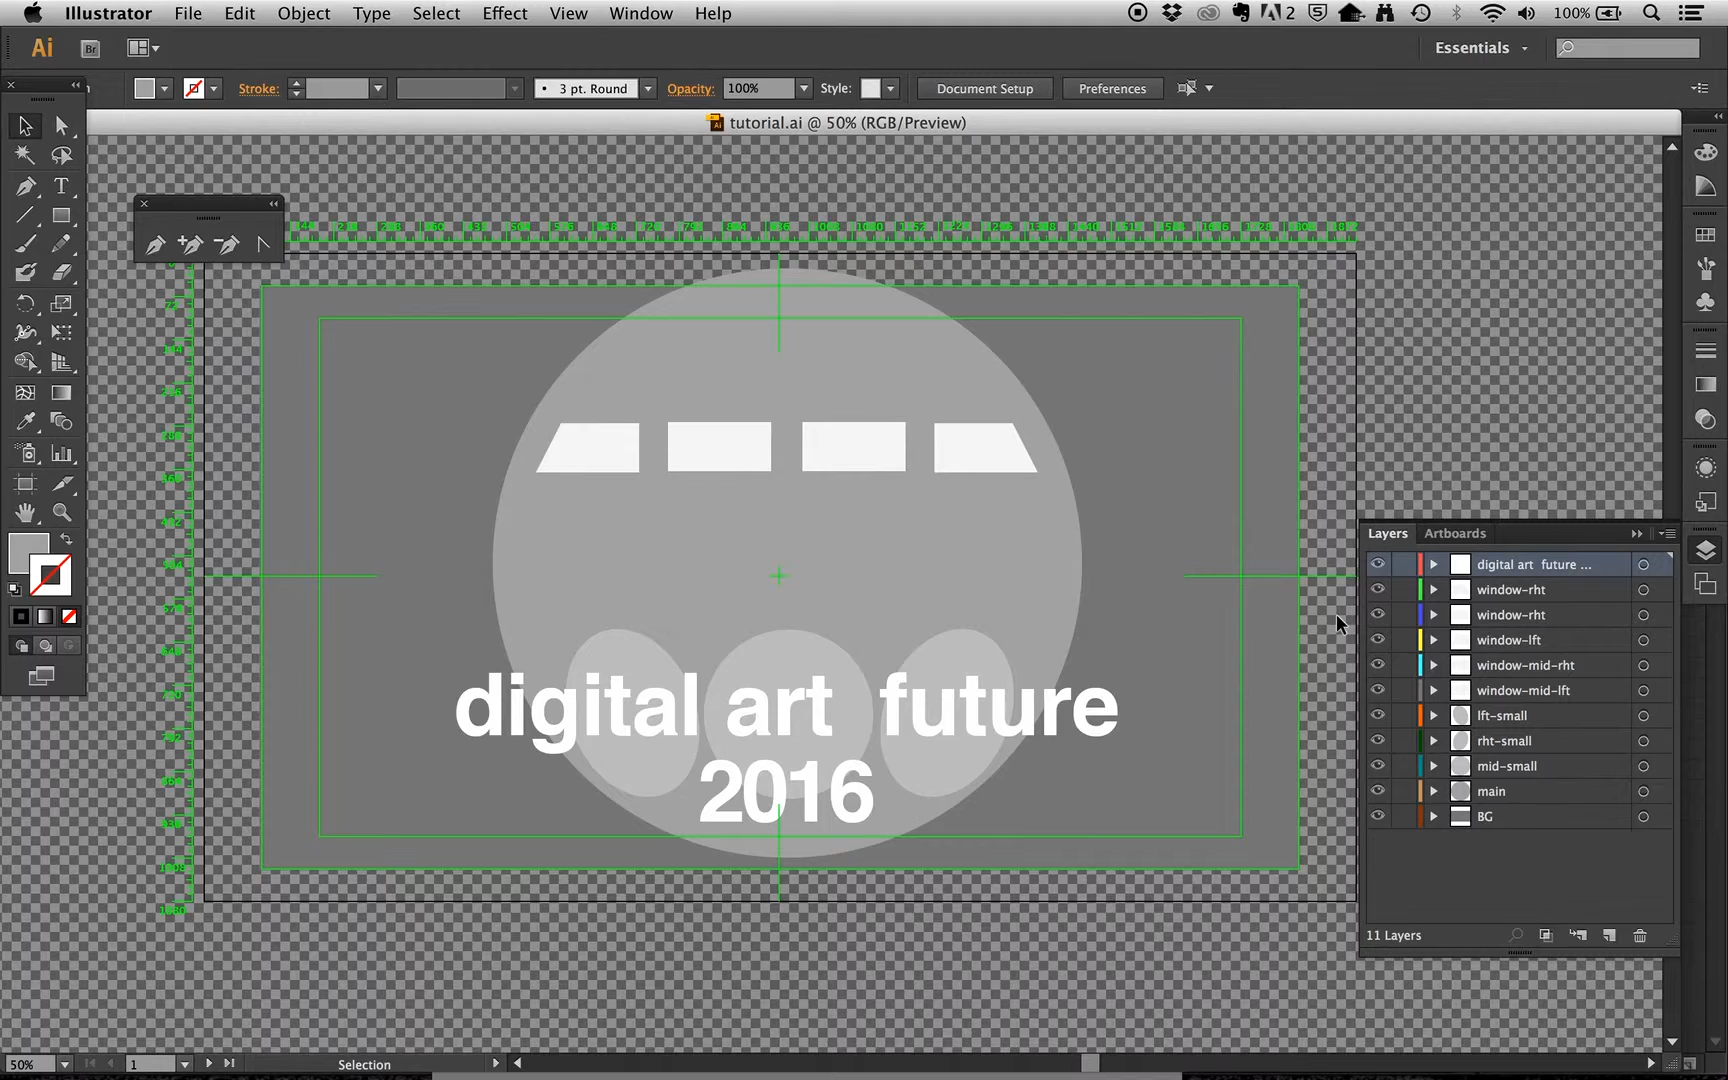 Illustrator File Edit Object Type Select Effect View Window Help
2 100%
Ai Br Essentials
Stroke: 3 pt. Round Opacity: 100% Style: Document Setup Preferences
Ai tutorial.ai @ 50% (RGB/Preview)
T
digital art future
2016
Layers Artboards
digital art future ...
window-rht
window-rht
window-lft
window-mid-rht
window-mid-lft
lft-small
rht-small
mid-small
main
BG
11 Layers
50% 1 Selection